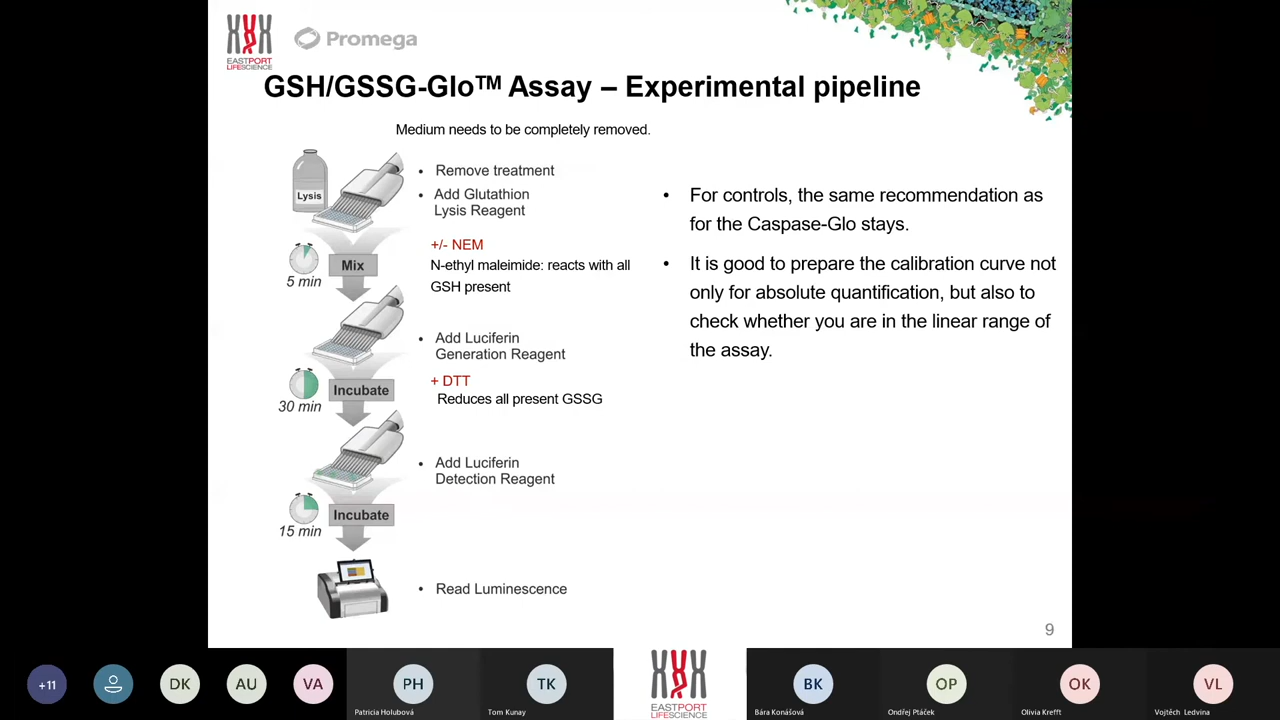 EASTPORT
LIFESCIENCE
Promega
GSH/GSSG-Glo™ Assay – Experimental pipeline
Medium needs to be completely removed.
Lysis
• Remove treatment
• Add Glutathion
Lysis Reagent
+/- NEM
N-ethyl maleimide: reacts with all
GSH present
5 min
Mix
• Add Luciferin
Generation Reagent
+ DTT
Reduces all present GSSG
30 min
Incubate
• Add Luciferin
Detection Reagent
15 min
Incubate
• Read Luminescence
• For controls, the same recommendation as
for the Caspase-Glo stays.
• It is good to prepare the calibration curve not
only for absolute quantification, but also to
check whether you are in the linear range of
the assay.
9
+11
DK
AU
VA
PH
Patricia Holubová
TK
Tom Kunay
EASTPORT
LIFESCIENCE
BK
Bára Konášová
OP
Ondřej Ptáček
OK
Olivia Krefft
VL
Vojtěch Ledvina